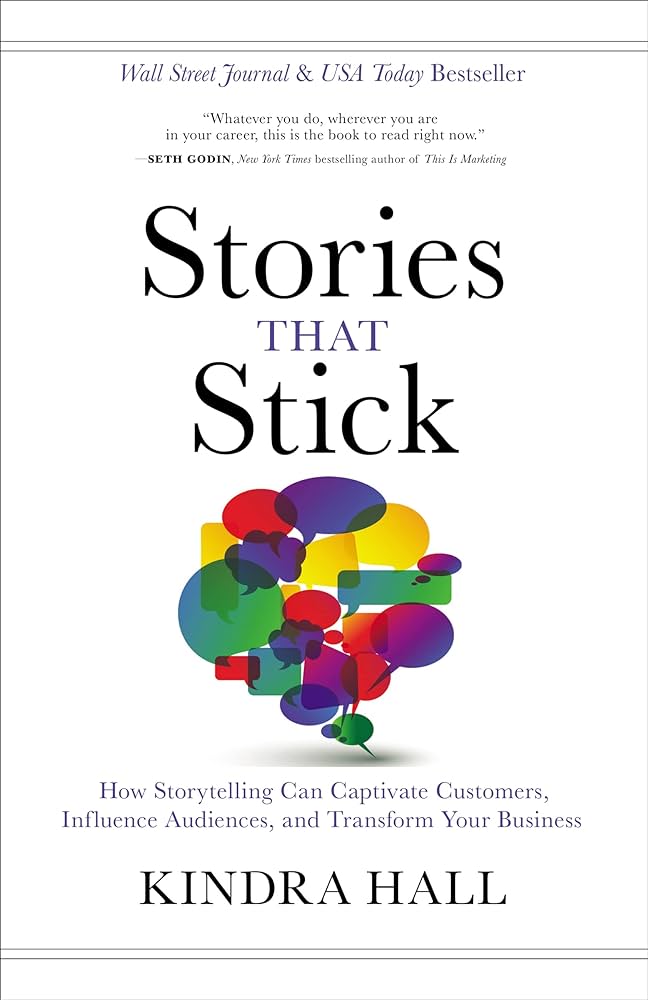 Wall Street Journal & USA Today Bestseller
“Whatever you do, wherever you are
in your career, this is the book to read right now.”
—SETH GODIN, New York Times bestselling author of This Is Marketing
Stories
THAT
Stick
How Storytelling Can Captivate Customers,
Influence Audiences, and Transform Your Business
KINDRA HALL